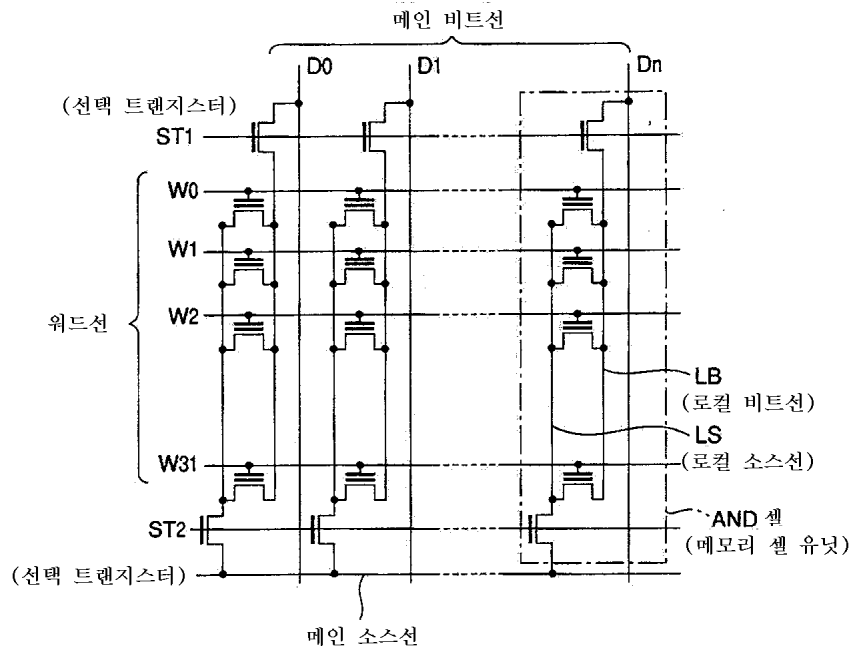 메인 비트선
D0 D1 Dn
(선택 트랜지스터)
ST1
W0
W1
워드선
W2
LB
(로컬 비트선)
LS
(로컬 소스선)
W31
ST2
AND 셀
(메모리 셀 유닛)
(선택 트랜지스터)
메인 소스선